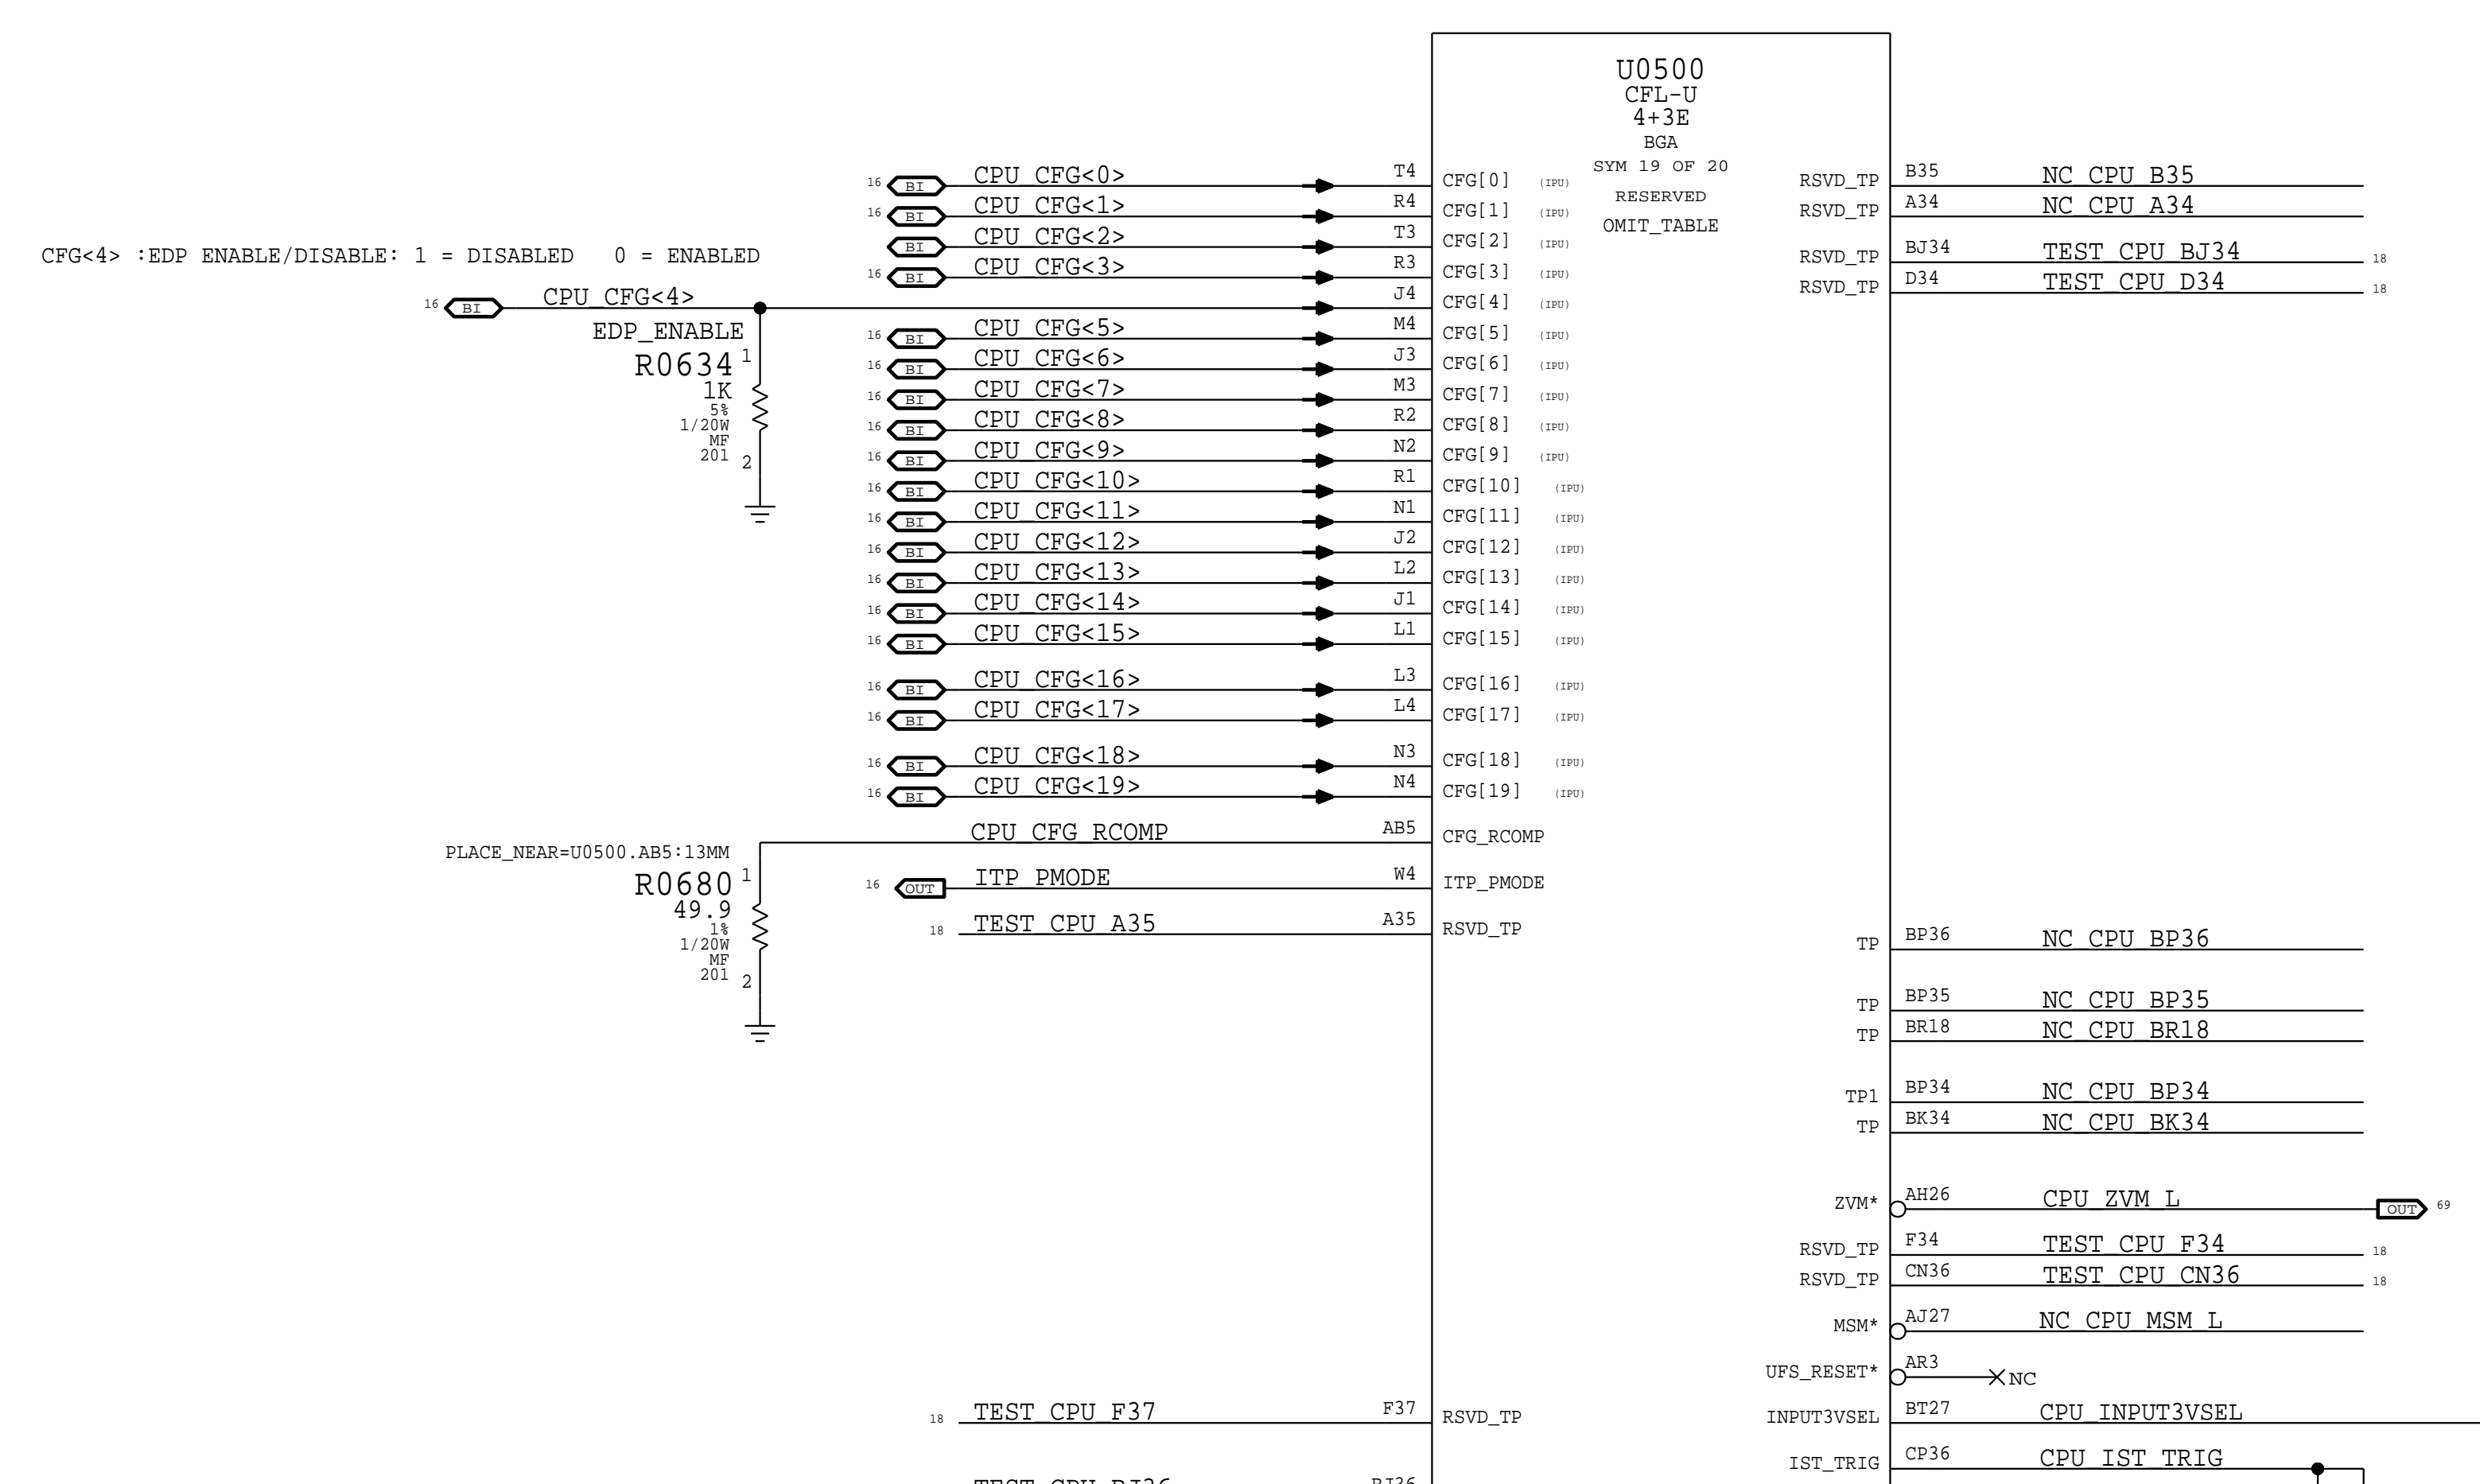 U0500
CFL-U
4+3E
BGA
SYM 19 OF 20
RESERVED
OMIT_TABLE
16 BI CPU_CFG<0> T4 CFG[0] (IPU) RSVD_TP B35 NC_CPU_B35
16 BI CPU_CFG<1> R4 CFG[1] (IPU) RSVD_TP A34 NC_CPU_A34
BI CPU_CFG<2> T3 CFG[2] (IPU) RSVD_TP BJ34 TEST_CPU_BJ34 18
CFG<4> :EDP ENABLE/DISABLE: 1 = DISABLED 0 = ENABLED
16 BI CPU_CFG<3> R3 CFG[3] (IPU) RSVD_TP D34 TEST_CPU_D34 18
16 BI CPU_CFG<4> J4 CFG[4] (IPU)
EDP_ENABLE
R0634 1
1K
5%
1/20W
MF
201 2
16 BI CPU_CFG<5> M4 CFG[5] (IPU)
16 BI CPU_CFG<6> J3 CFG[6] (IPU)
16 BI CPU_CFG<7> M3 CFG[7] (IPU)
16 BI CPU_CFG<8> R2 CFG[8] (IPU)
16 BI CPU_CFG<9> N2 CFG[9] (IPU)
16 BI CPU_CFG<10> R1 CFG[10] (IPU)
16 BI CPU_CFG<11> N1 CFG[11] (IPU)
16 BI CPU_CFG<12> J2 CFG[12] (IPU)
16 BI CPU_CFG<13> L2 CFG[13] (IPU)
16 BI CPU_CFG<14> J1 CFG[14] (IPU)
16 BI CPU_CFG<15> L1 CFG[15] (IPU)
16 BI CPU_CFG<16> L3 CFG[16] (IPU)
16 BI CPU_CFG<17> L4 CFG[17] (IPU)
16 BI CPU_CFG<18> N3 CFG[18] (IPU)
16 BI CPU_CFG<19> N4 CFG[19] (IPU)
CPU_CFG_RCOMP AB5 CFG_RCOMP
PLACE_NEAR=U0500.AB5:13MM
R0680 1
49.9
1%
1/20W
MF
201 2
16 OUT ITP_PMODE W4 ITP_PMODE
18 TEST_CPU_A35 A35 RSVD_TP
TP BP36 NC_CPU_BP36
TP BP35 NC_CPU_BP35
TP BR18 NC_CPU_BR18
TP1 BP34 NC_CPU_BP34
TP BK34 NC_CPU_BK34
ZVM* AH26 CPU_ZVM_L OUT 69
RSVD_TP F34 TEST_CPU_F34 18
RSVD_TP CN36 TEST_CPU_CN36 18
MSM* AJ27 NC_CPU_MSM_L
UFS_RESET* AR3 NC
18 TEST_CPU_F37 F37 RSVD_TP INPUT3VSEL BT27 CPU_INPUT3VSEL
IST_TRIG CP36 CPU_IST_TRIG